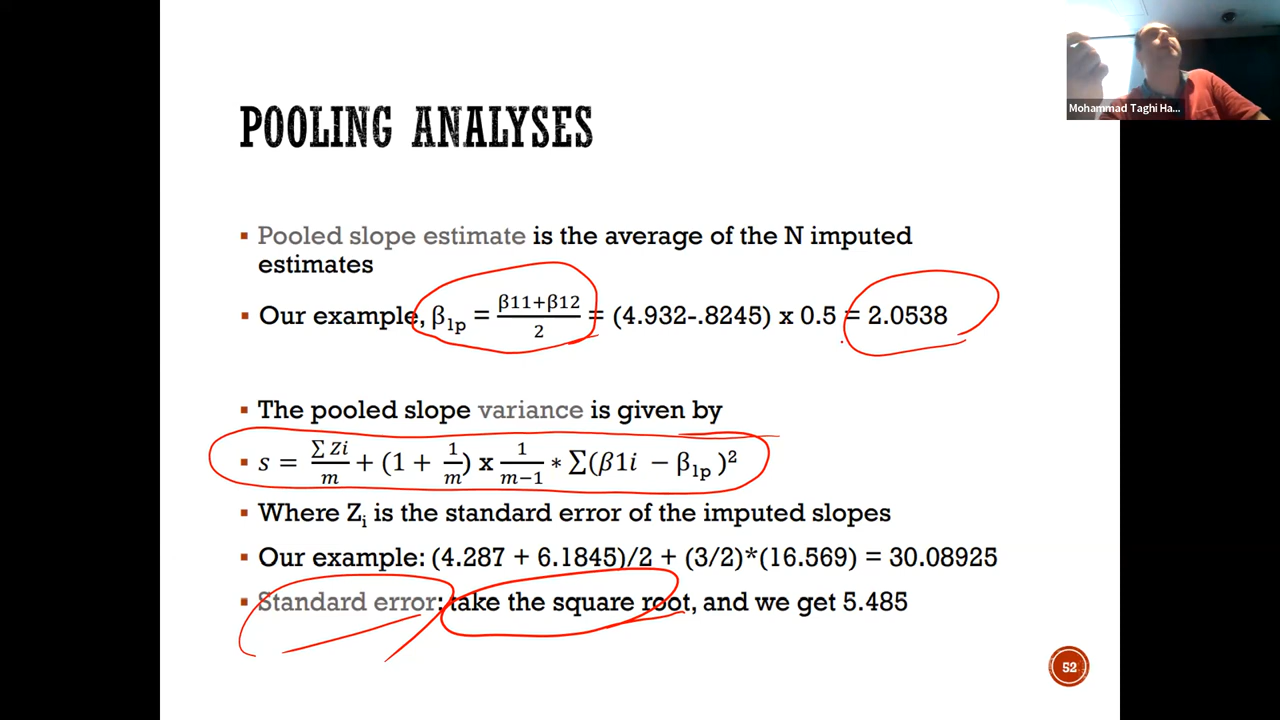 Mohammad Taghi Ha...
POOLING ANALYSES
▪ Pooled slope estimate is the average of the N imputed
estimates
▪ Our example, β₁ₚ = (β11+β12)/2 = (4.932-.8245) x 0.5 = 2.0538
▪ The pooled slope variance is given by
▪ s = (∑ Zi)/m + (1 + 1/m) x 1/(m−1) * ∑(β1i − β₁ₚ )²
▪ Where Zᵢ is the standard error of the imputed slopes
▪ Our example: (4.287 + 6.1845)/2 + (3/2)*(16.569) = 30.08925
▪ Standard error: take the square root, and we get 5.485
52